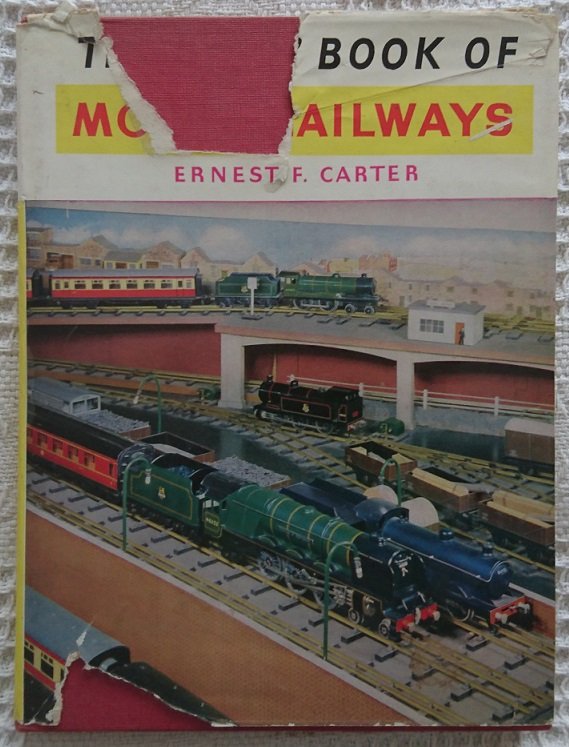 T ' BOOK OF
MO AILWAYS
ERNEST F. CARTER